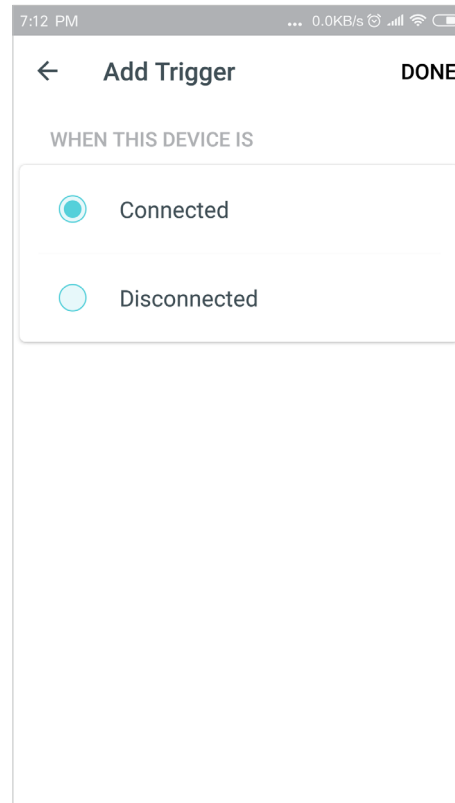 7:12 PM ... 0.0KB/s
Add Trigger DONE
WHEN THIS DEVICE IS
Connected
Disconnected